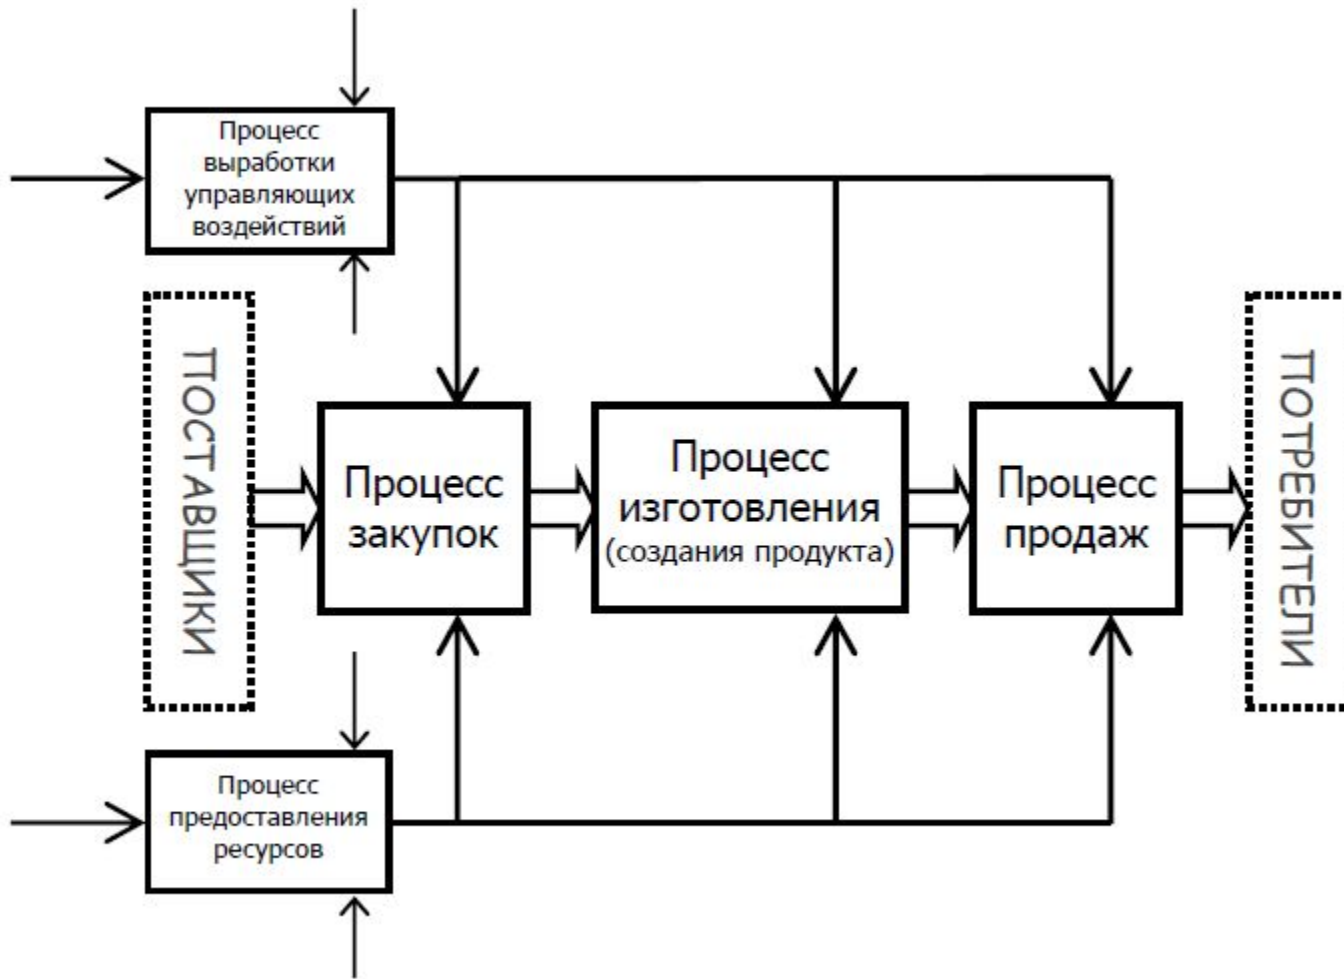 Процесс
выработки
управляющих
воздействий
ПОСТАВЩИКИ
Процесс
закупок
Процесс
изготовления
(создания продукта)
Процесс
продаж
ПОТРЕБИТЕЛИ
Процесс
предоставления
ресурсов